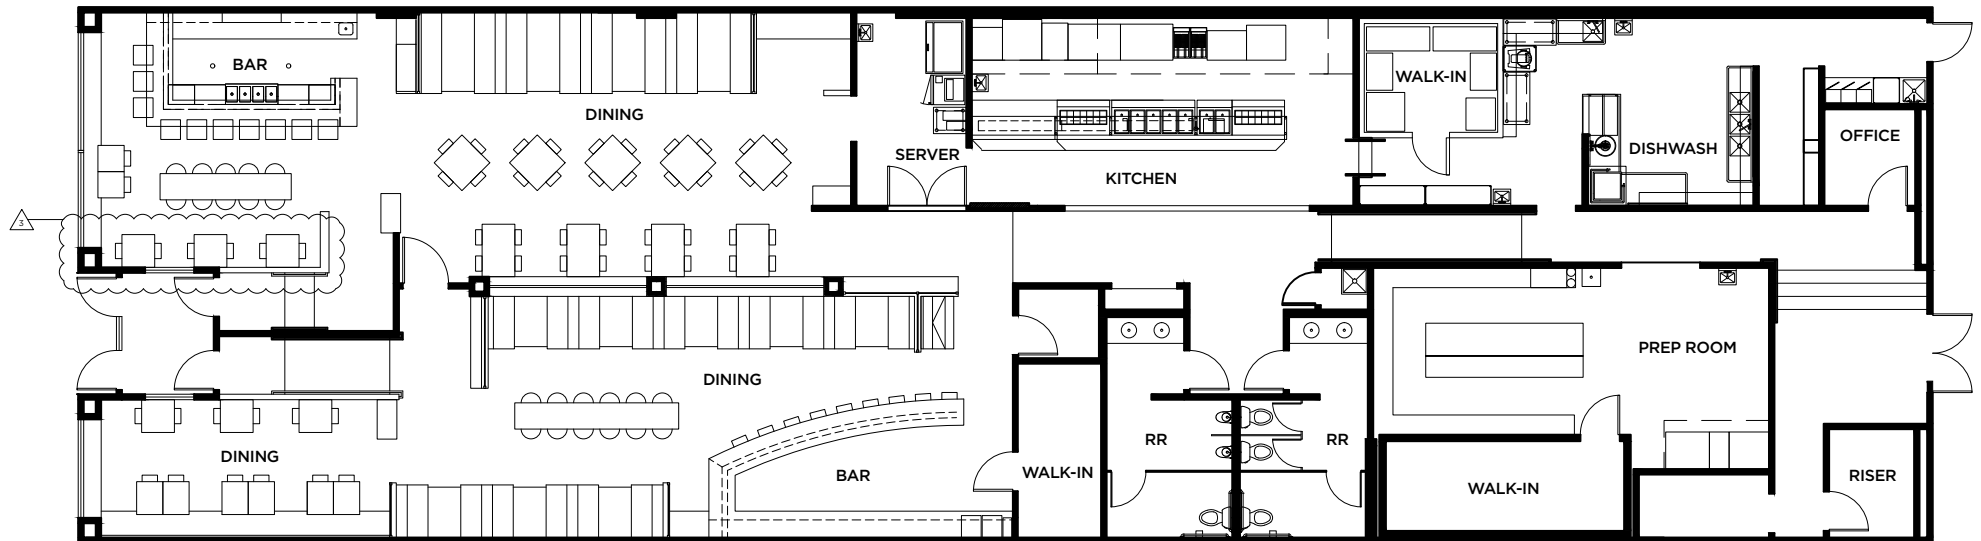 BAR
WALK-IN
DINING
OFFICE
DISHWASH
SERVER
KITCHEN
3
PREP ROOM
DINING
RR
RR
DINING
BAR
WALK-IN
WALK-IN
RISER